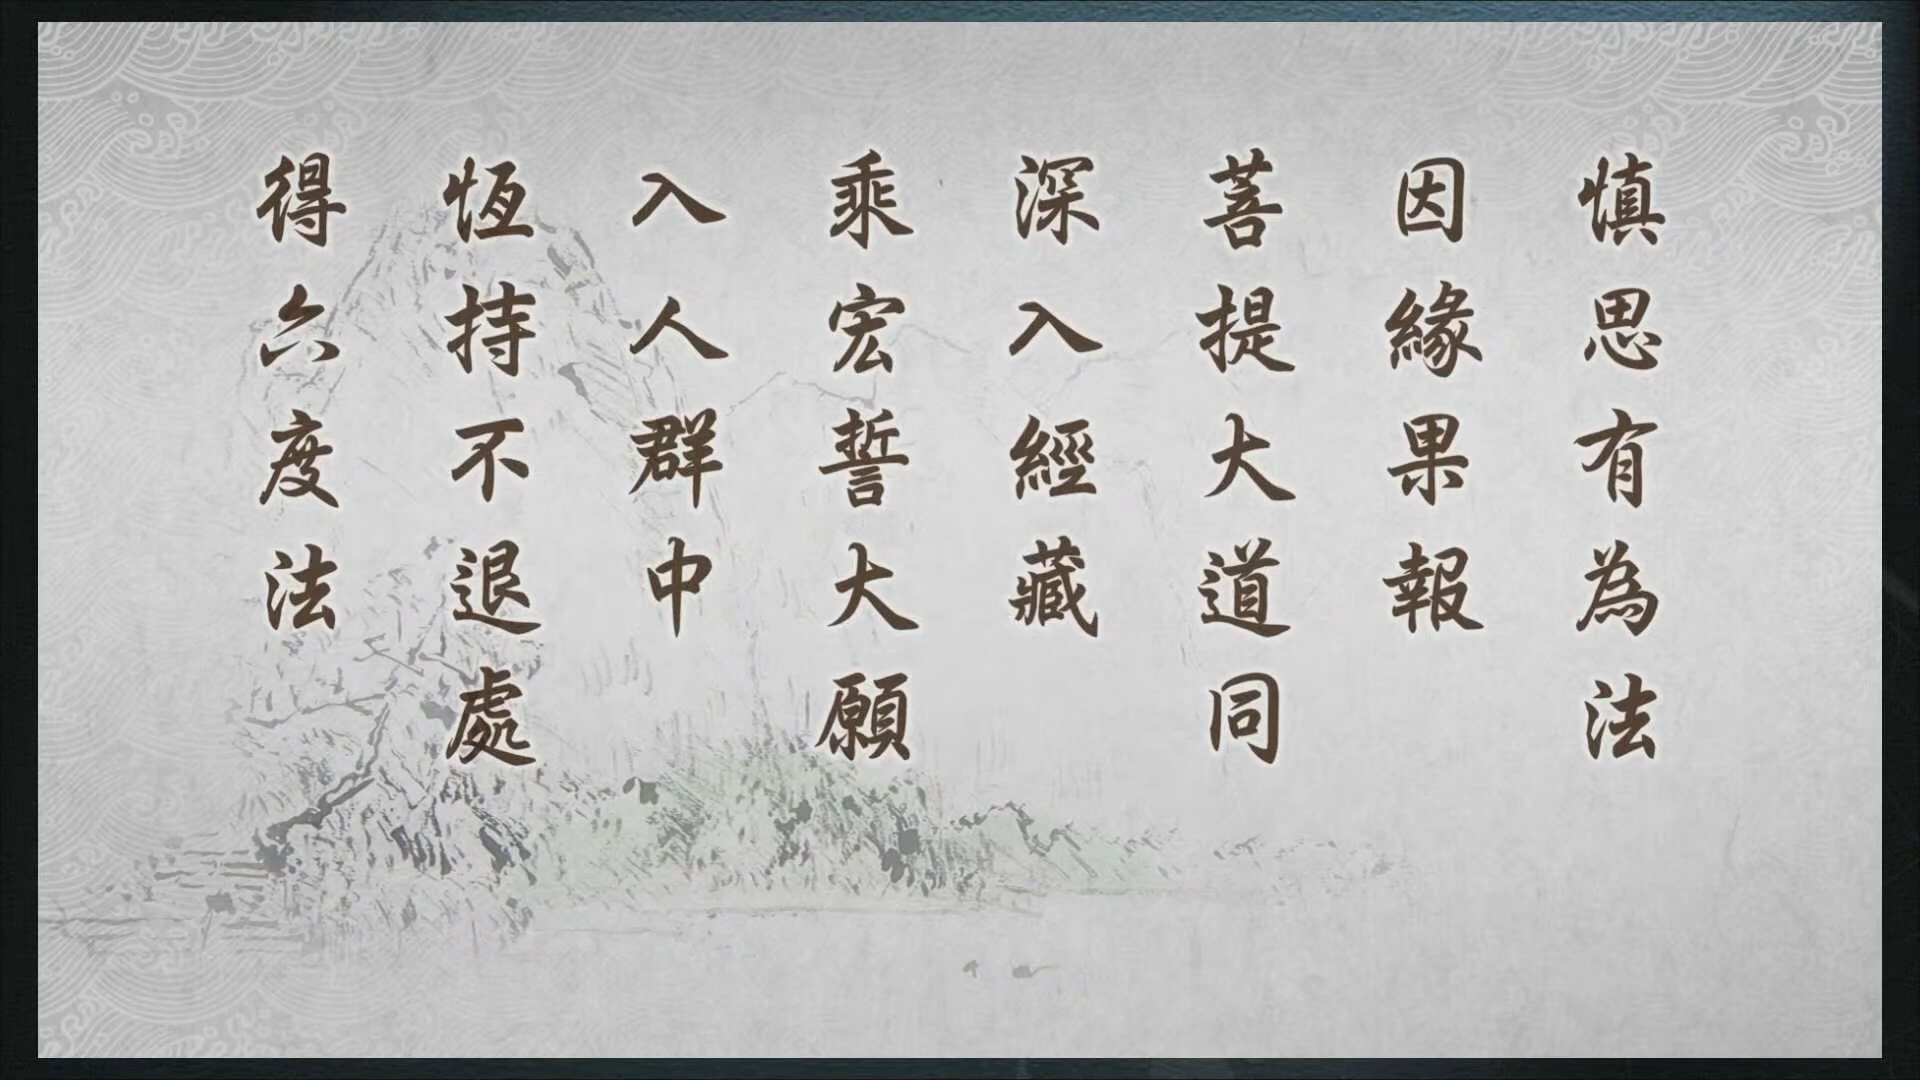 慎思有為法
因緣果報
菩提大道同
深入經藏
乘宏誓大願
入人群中
恆持不退處
得六度法